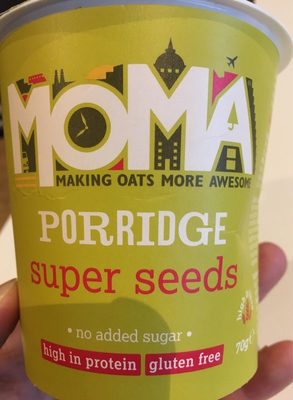 MOMA
MAKING OATS MORE AWESOME
PORRIDGE
super seeds
• no added sugar •
high in protein gluten free
70g e